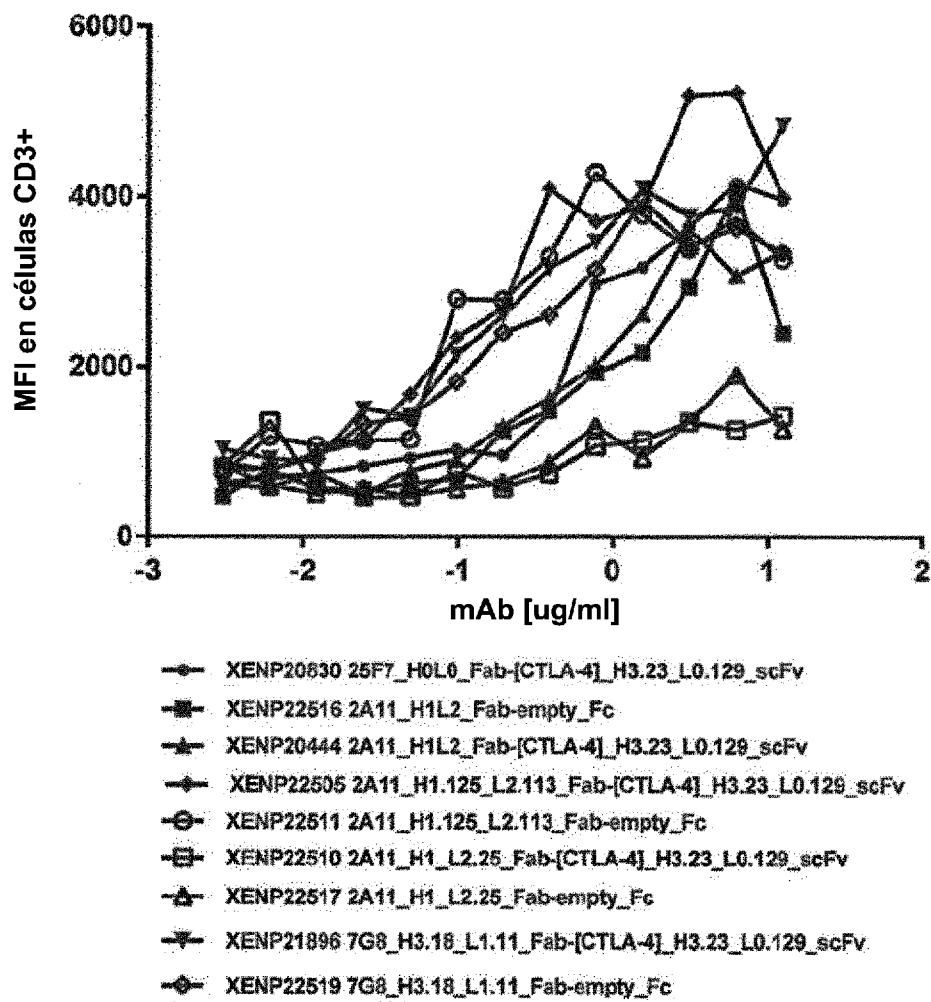 6000
4000
2000
0
MFI en células CD3+
-3 -2 -1 0 1 2
mAb [ug/ml]
XENP20830 25F7_H0L0_Fab-[CTLA-4]_H3.23_L0.129_scFv
XENP22516 2A11_H1L2_Fab-empty_Fc
XENP20444 2A11_H1L2_Fab-[CTLA-4]_H3.23_L0.129_scFv
XENP22505 2A11_H1.125_L2.113_Fab-[CTLA-4]_H3.23_L0.129_scFv
XENP22511 2A11_H1.125_L2.113_Fab-empty_Fc
XENP22510 2A11_H1_L2.25_Fab-[CTLA-4]_H3.23_L0.129_scFv
XENP22517 2A11_H1_L2.25_Fab-empty_Fc
XENP21896 7G8_H3.18_L1.11_Fab-[CTLA-4]_H3.23_L0.129_scFv
XENP22519 7G8_H3.18_L1.11_Fab-empty_Fc